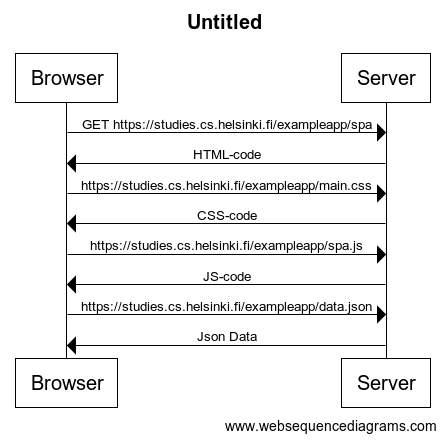 Untitled
Browser Server
GET https://studies.cs.helsinki.fi/exampleapp/spa
HTML-code
https://studies.cs.helsinki.fi/exampleapp/main.css
CSS-code
https://studies.cs.helsinki.fi/exampleapp/spa.js
JS-code
https://studies.cs.helsinki.fi/exampleapp/data.json
Json Data
Browser Server
www.websequencediagrams.com